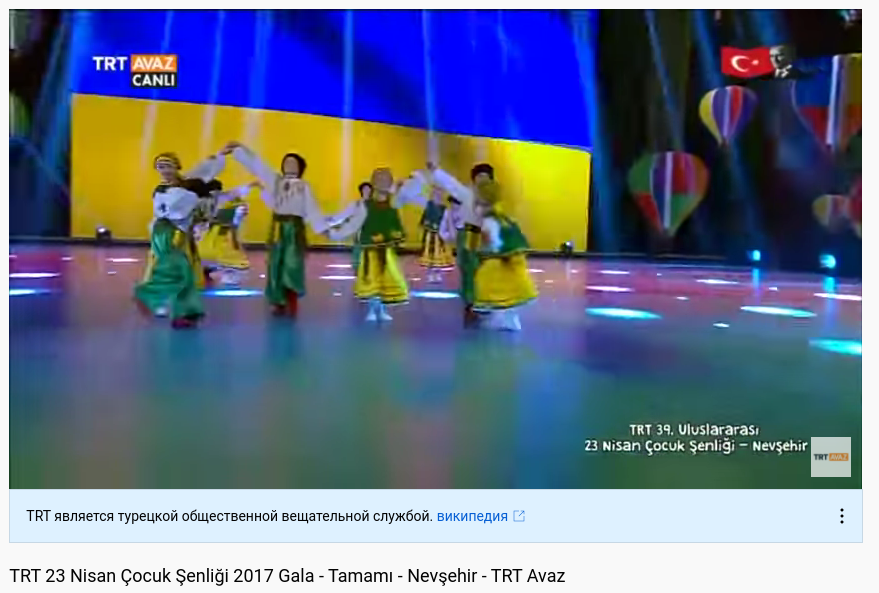 TRT AVAZ
CANLI
TRT 39. Uluslararası
23 Nisan Çocuk Şenliği – Nevşehir
TRT AVAZ
TRT является турецкой общественной вещательной службой. википедия
TRT 23 Nisan Çocuk Şenliği 2017 Gala - Tamamı - Nevşehir - TRT Avaz